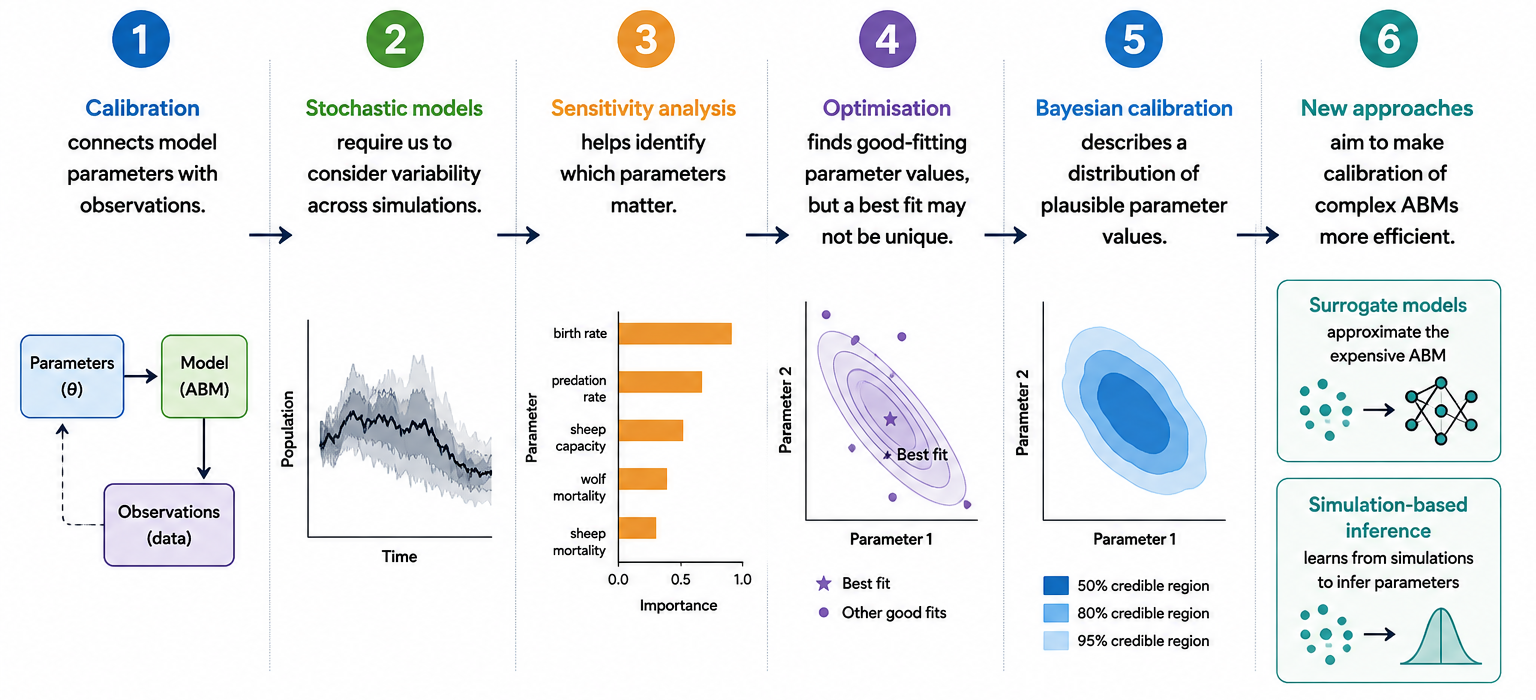 1
Calibration
connects model
parameters with
observations.
Parameters
(θ)
Model
(ABM)
Observations
(data)
2
Stochastic models
require us to
consider variability
across simulations.
Population
Time
3
Sensitivity analysis
helps identify
which parameters
matter.
Parameter
birth rate
predation
rate
sheep
capacity
wolf
mortality
sheep
mortality
0.0 0.5 1.0
Importance
4
Optimisation
finds good-fitting
parameter values,
but a best fit may
not be unique.
Parameter 2
Best fit
Parameter 1
Best fit
Other good fits
5
Bayesian calibration
describes a
distribution of
plausible parameter
values.
Parameter 2
Parameter 1
50% credible region
80% credible region
95% credible region
6
New approaches
aim to make
calibration of
complex ABMs
more efficient.
Surrogate models
approximate the
expensive ABM
Simulation-based
inference
learns from simulations
to infer parameters